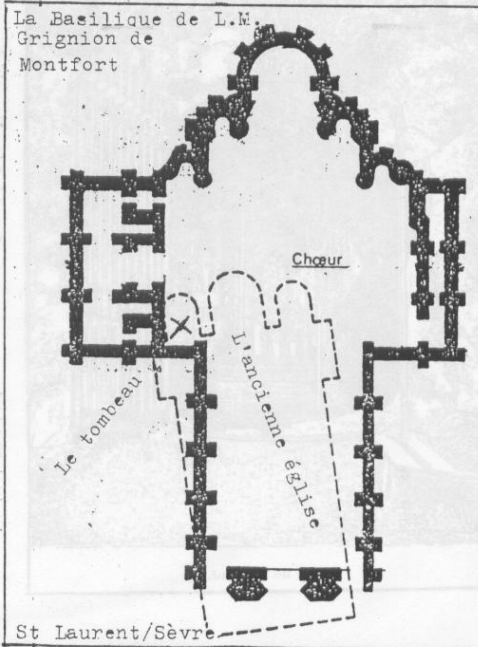 La Basilique de L.M.
Grignion de
Montfort
Chœur
Le tombeau
L'ancienne église
St Laurent/Sèvre